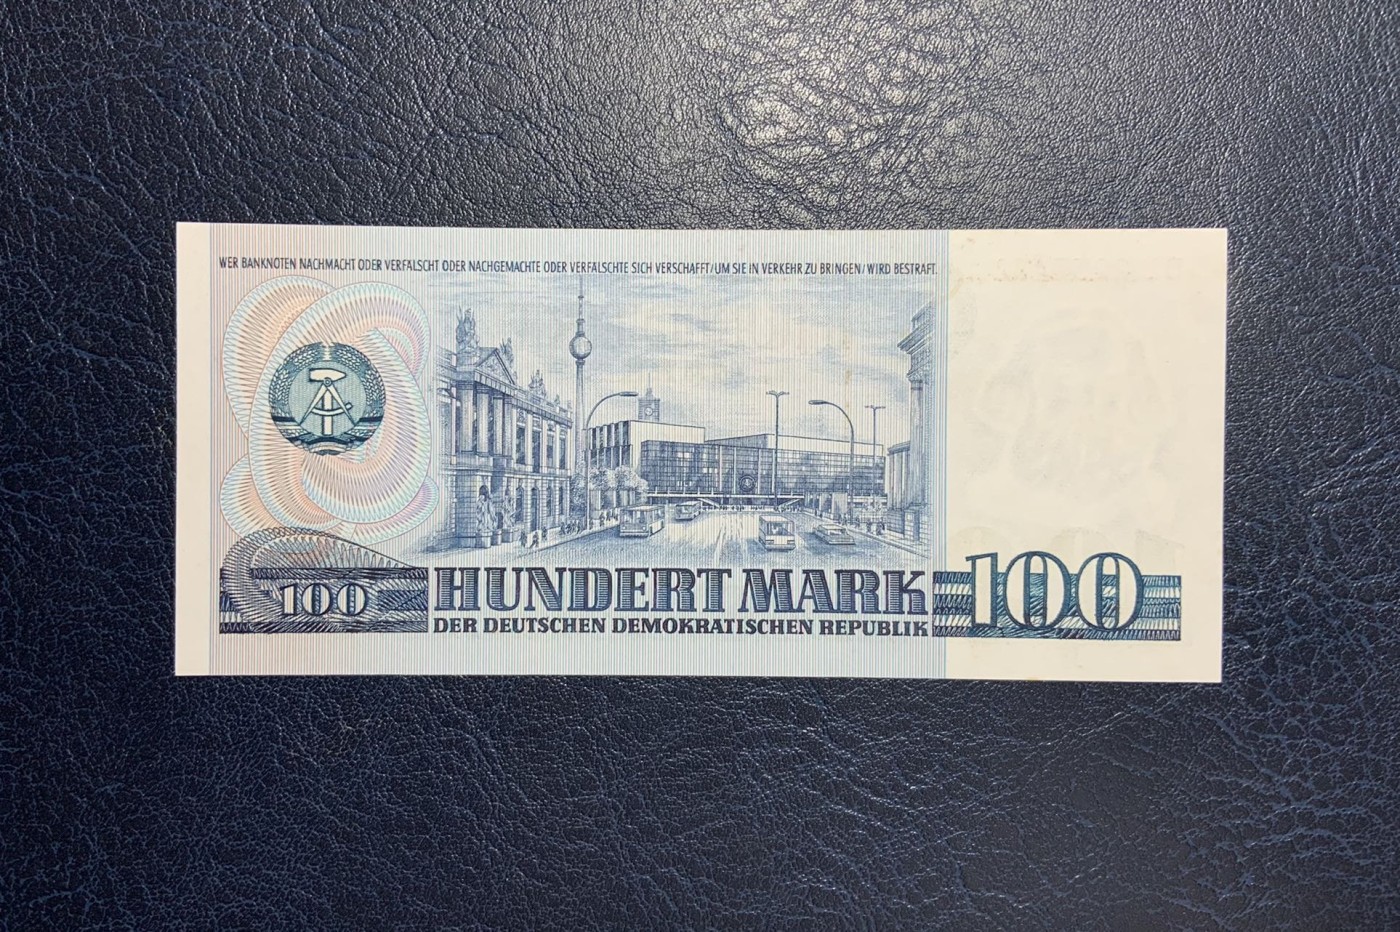 WER BANKNOTEN NACHMACHT ODER VERFÄLSCHT ODER NACHGEMACHTE ODER VERFÄLSCHTE SICH VERSCHAFFT/UM SIE IN VERKEHR ZU BRINGEN/WIRD BESTRAFT.
100
HUNDERT MARK
DER DEUTSCHEN DEMOKRATISCHEN REPUBLIK
100